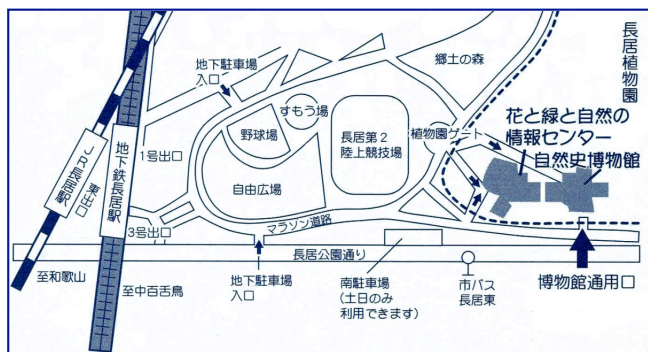 長居植物園
郷土の森
地下駐車場
入口
花と緑と自然の
情報センター
すもう場
植物園ゲート
自然史博物館
野球場
長居第2
陸上競技場
JR長居駅
東出口
地下鉄長居駅
1号出口
自由広場
マラソン道路
3号出口
長居公園通り
至和歌山
至中百舌鳥
地下駐車場
入口
南駐車場
(土日のみ
利用できます)
市バス
長居東
博物館通用口